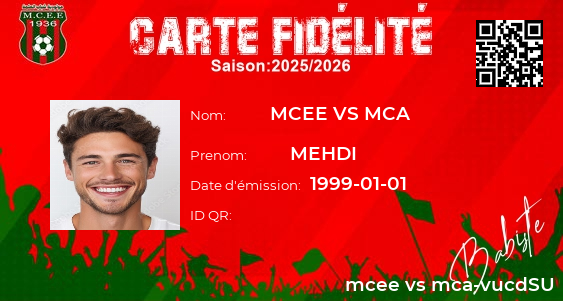 M.C.E.E
1936
CARTE FIDÉLITÉ
Saison:2025/2026
Nom: MCEE VS MCA
Prenom: MEHDI
Date d'émission: 1999-01-01
ID QR:
Babiste
mcee vs mca-vucdSU